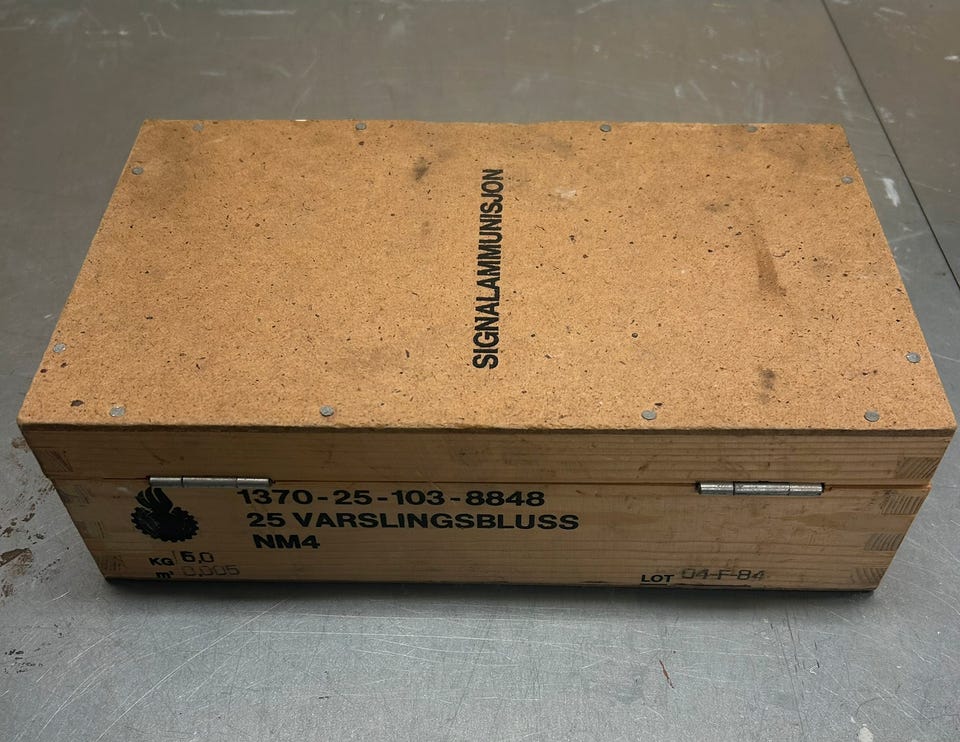 SIGNALAMMUNISJON
1370-25-103-8848
25 VARSLINGSBLUSS
NM4
KG 6,0
m³ 0,005
LOT 04-F-84